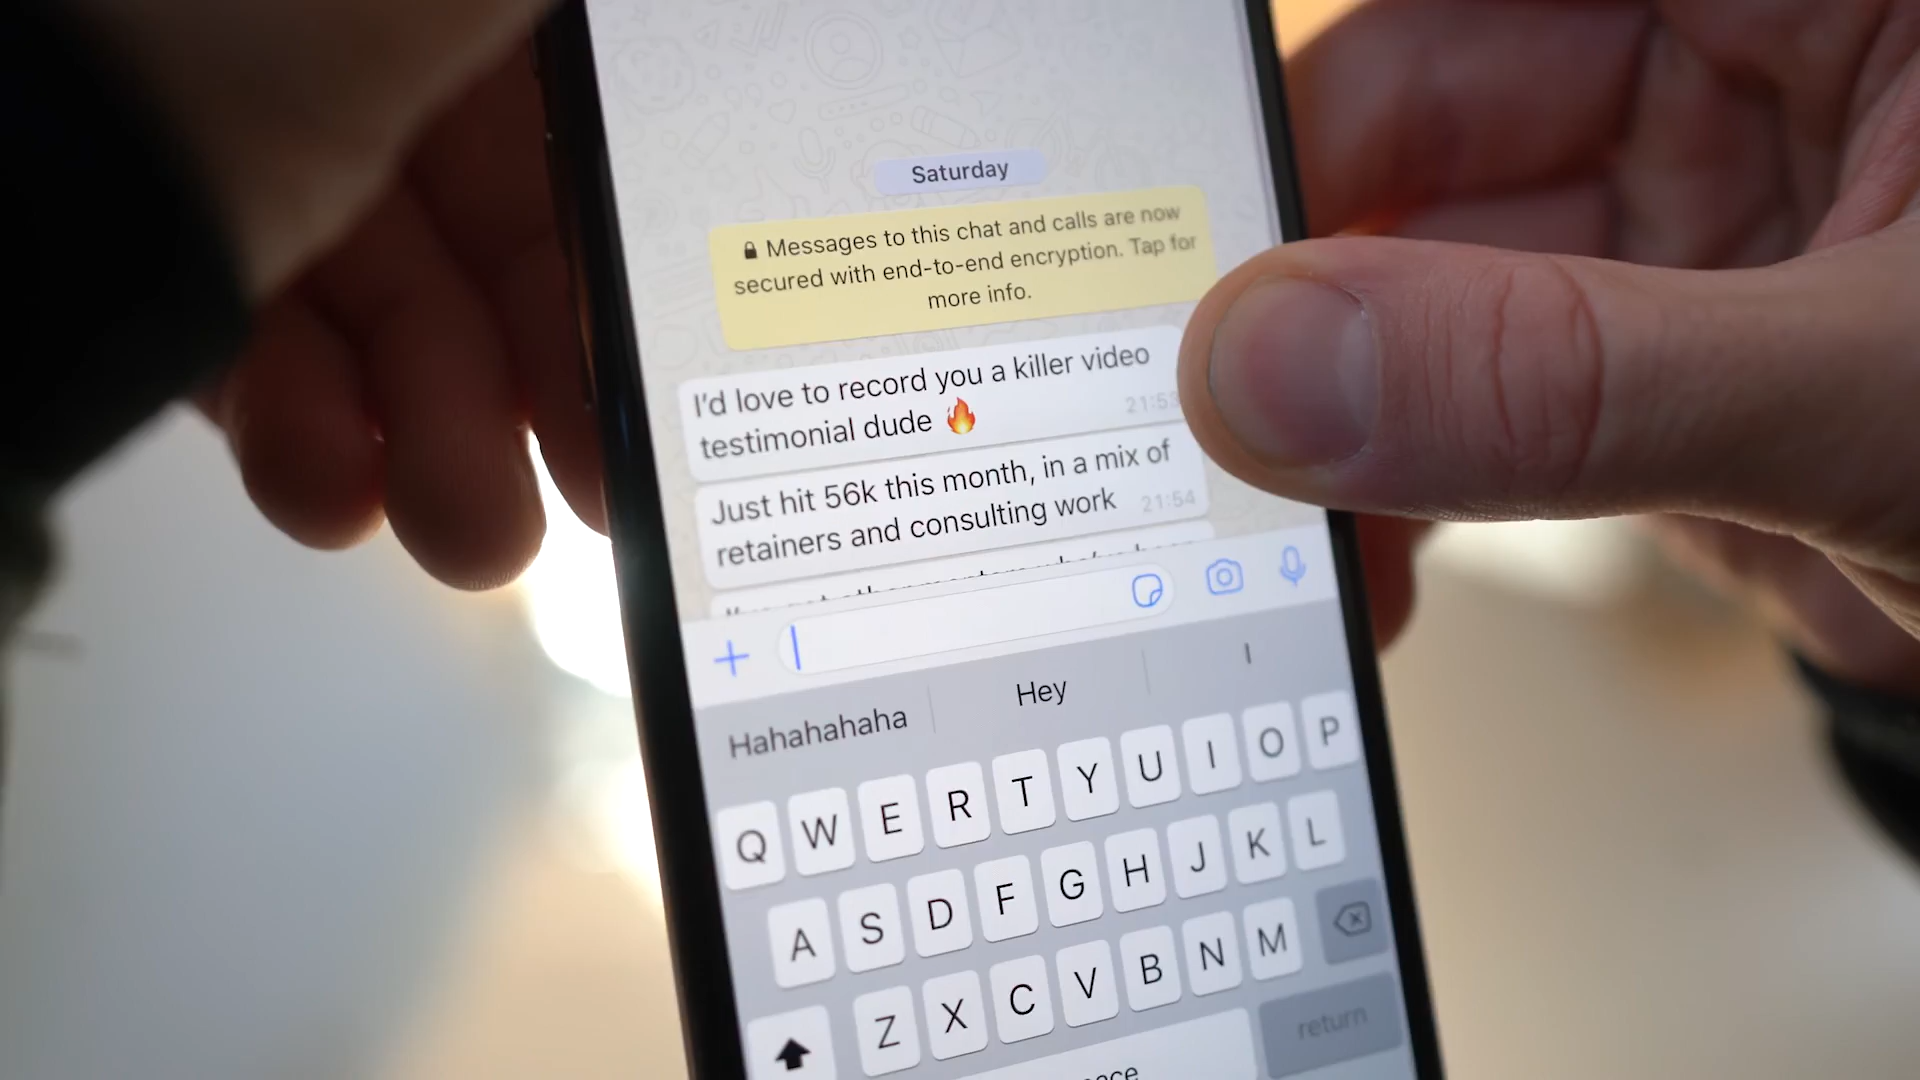 Saturday
Messages to this chat and calls are now
secured with end-to-end encryption. Tap for
more info.
I'd love to record you a killer video
testimonial dude 🔥
21:53
Just hit 56k this month, in a mix of
retainers and consulting work 21:54
Hahahahaha Hey I
Q W E R T Y U I O P
A S D F G H J K L
Z X C V B N M
return